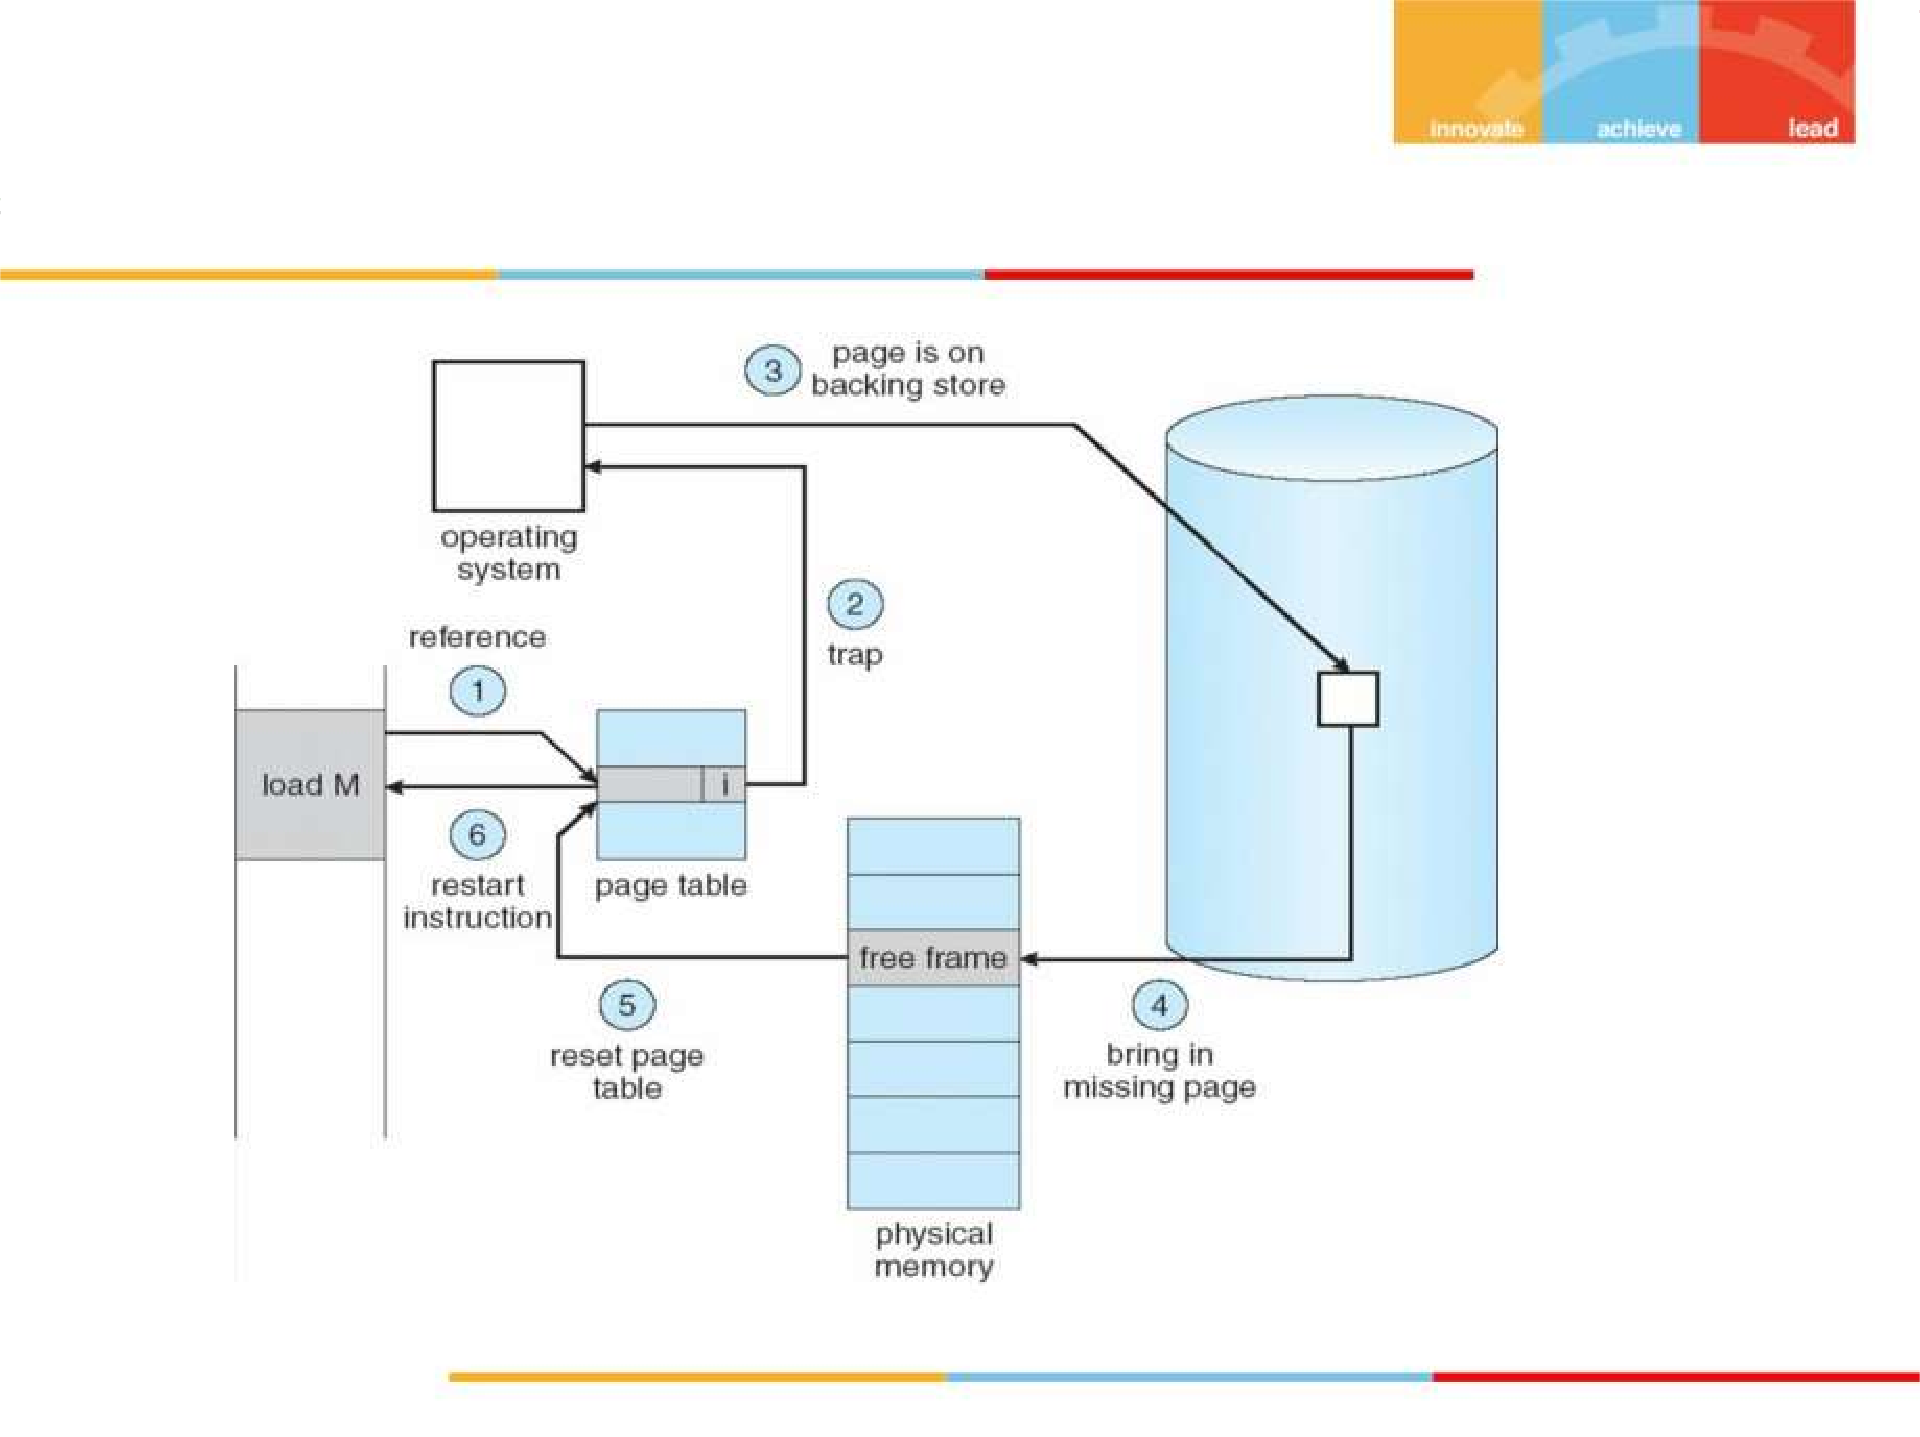 innovate achieve lead
3
page is on
backing store
operating
system
2
trap
reference
1
load M
i
6
restart
instruction
page table
free frame
5
reset page
table
4
bring in
missing page
physical
memory